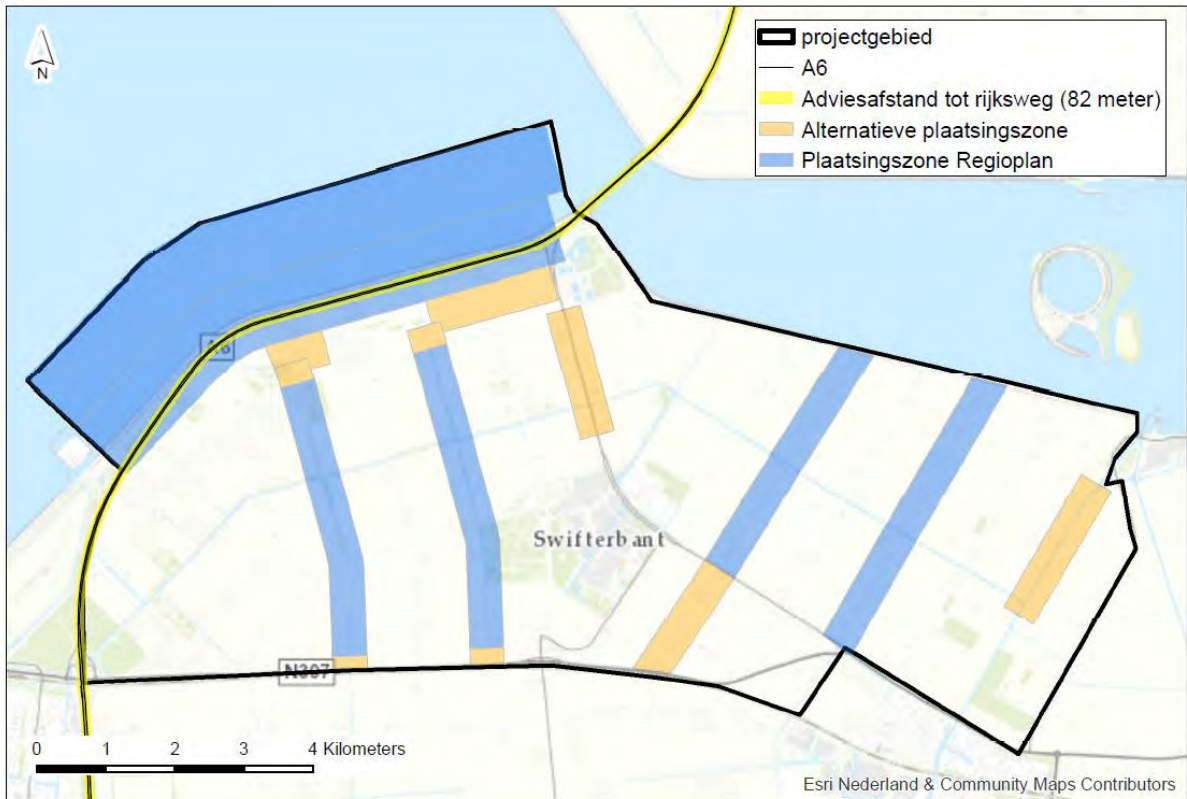 N
projectgebied
A6
Adviesafstand tot rijksweg (82 meter)
Alternatieve plaatsingszone
Plaatsingszone Regioplan
A6
Swifterbant
N307
0 1 2 3 4 Kilometers
Esri Nederland & Community Maps Contributors